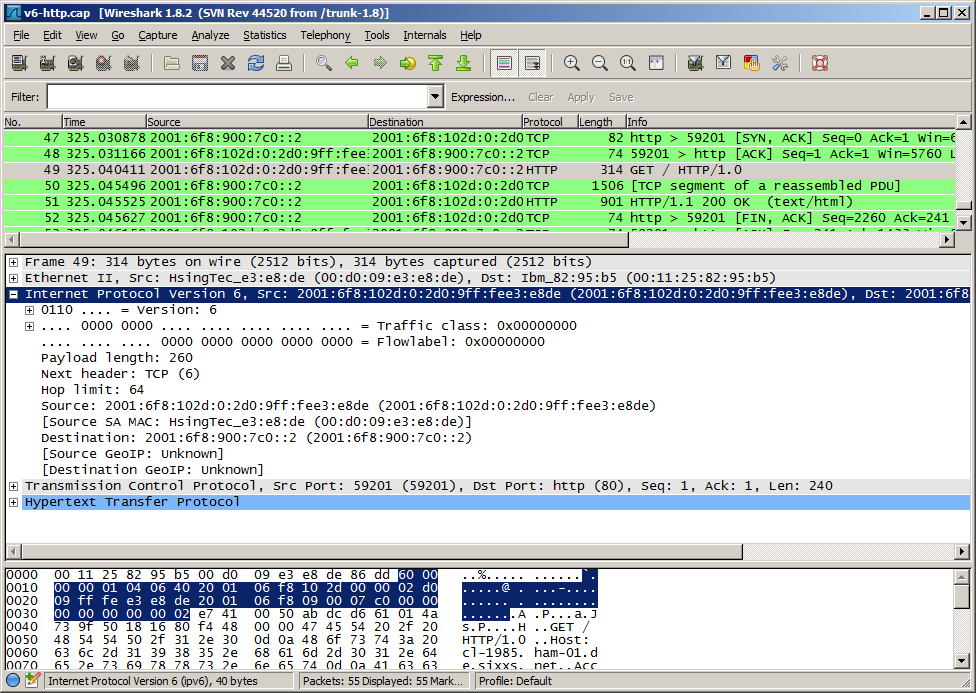 v6-http.cap [Wireshark 1.8.2 (SVN Rev 44520 from /trunk-1.8)]
File Edit View Go Capture Analyze Statistics Telephony Tools Internals Help
Filter: Expression... Clear Apply Save
No. Time Source Destination Protocol Length Info
47 325.030878 2001:6f8:900:7c0::2 2001:6f8:102d:0:2d0 TCP 82 http > 59201 [SYN, ACK] Seq=0 Ack=1 Win=6
48 325.031166 2001:6f8:102d:0:2d0:9ff:fee3 2001:6f8:900:7c0::2 TCP 74 59201 > http [ACK] Seq=1 Ack=1 Win=5760 L
49 325.040411 2001:6f8:102d:0:2d0:9ff:fee3 2001:6f8:900:7c0::2 HTTP 314 GET / HTTP/1.0
50 325.045496 2001:6f8:900:7c0::2 2001:6f8:102d:0:2d0 TCP 1506 [TCP segment of a reassembled PDU]
51 325.045525 2001:6f8:900:7c0::2 2001:6f8:102d:0:2d0 HTTP 901 HTTP/1.1 200 OK (text/html)
52 325.045627 2001:6f8:900:7c0::2 2001:6f8:102d:0:2d0 TCP 74 http > 59201 [FIN, ACK] Seq=2260 Ack=241
Frame 49: 314 bytes on wire (2512 bits), 314 bytes captured (2512 bits)
Ethernet II, Src: HsingTec_e3:e8:de (00:d0:09:e3:e8:de), Dst: Ibm_82:95:b5 (00:11:25:82:95:b5)
Internet Protocol Version 6, Src: 2001:6f8:102d:0:2d0:9ff:fee3:e8de (2001:6f8:102d:0:2d0:9ff:fee3:e8de), Dst: 2001:6f8
0110 .... = Version: 6
.... 0000 0000 .... .... .... .... .... = Traffic class: 0x00000000
.... .... .... 0000 0000 0000 0000 0000 = Flowlabel: 0x00000000
Payload length: 260
Next header: TCP (6)
Hop limit: 64
Source: 2001:6f8:102d:0:2d0:9ff:fee3:e8de (2001:6f8:102d:0:2d0:9ff:fee3:e8de)
[Source SA MAC: HsingTec_e3:e8:de (00:d0:09:e3:e8:de)]
Destination: 2001:6f8:900:7c0::2 (2001:6f8:900:7c0::2)
[Source GeoIP: Unknown]
[Destination GeoIP: Unknown]
Transmission Control Protocol, Src Port: 59201 (59201), Dst Port: http (80), Seq: 1, Ack: 1, Len: 240
Hypertext Transfer Protocol
0000 00 11 25 82 95 b5 00 d0 09 e3 e8 de 86 dd 60 00 ..%..... ......`.
0010 00 00 01 04 06 40 20 01 06 f8 10 2d 00 00 02 d0 .....@ . ...-....
0020 09 ff fe e3 e8 de 20 01 06 f8 09 00 07 c0 00 00 ...... . ........
0030 00 00 00 00 00 02 e7 41 00 50 ab dc d6 61 01 4a .......A .P...a.J
0040 73 9f 50 18 16 80 f4 48 00 00 47 45 54 20 2f 20 s.P....H ..GET /
0050 48 54 54 50 2f 31 2e 30 0d 0a 48 6f 73 74 3a 20 HTTP/1.0 ..Host:
0060 63 6c 2d 31 39 38 35 2e 68 61 6d 2d 30 31 2e 64 cl-1985. ham-01.d
0070 65 2e 73 69 78 78 73 2e 6e 65 74 0d 0a 41 63 63 e.sixxs. net..Acc
Internet Protocol Version 6 (ipv6), 40 bytes Packets: 55 Displayed: 55 Mark... Profile: Default